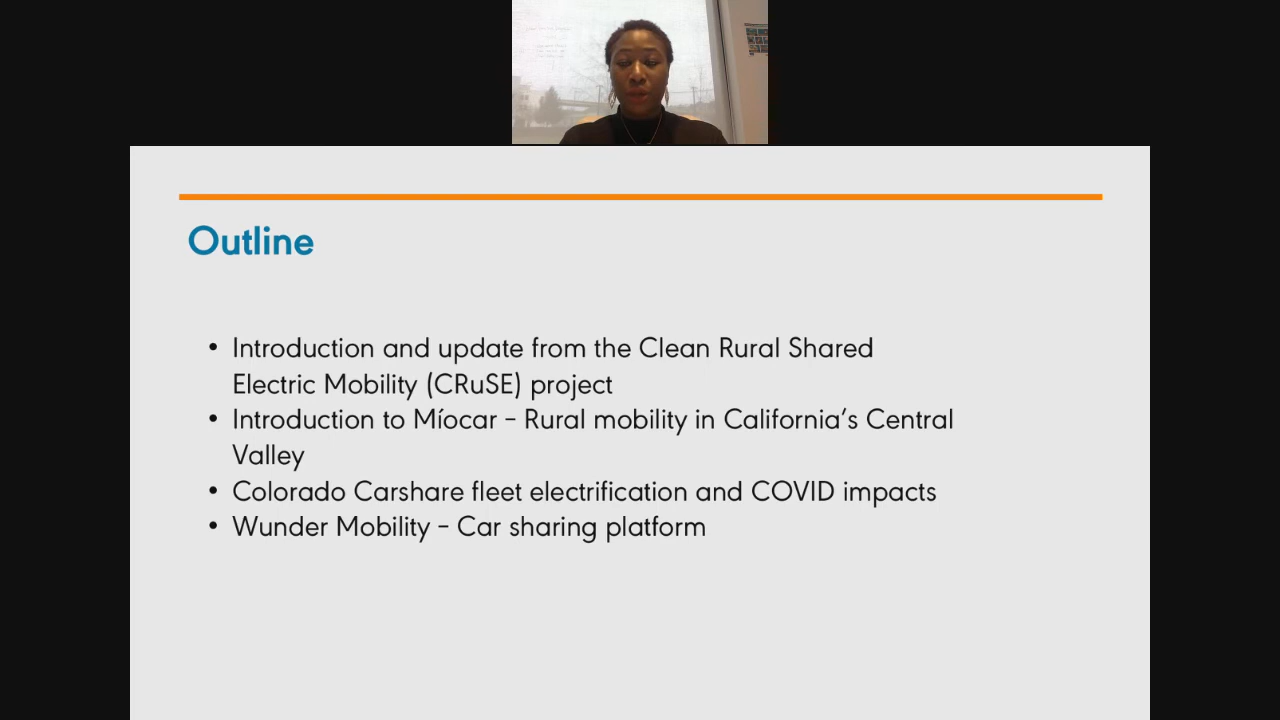 Outline
• Introduction and update from the Clean Rural Shared
Electric Mobility (CRuSE) project
• Introduction to Míocar – Rural mobility in California’s Central
Valley
• Colorado Carshare fleet electrification and COVID impacts
• Wunder Mobility – Car sharing platform